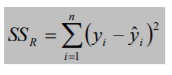 SS_R = \sum_{i=1}^{n} (y_i - \hat{y}_i)^2